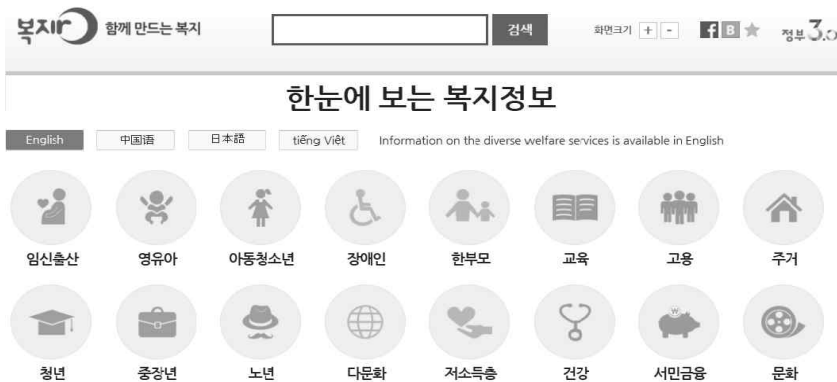 복지ir 함께 만드는 복지 검색 화면크기 + - f B 정부 3.0
한눈에 보는 복지정보
English 中国语 日本語 tiếng Việt Information on the diverse welfare services is available in English
임신출산 영유아 아동청소년 장애인 한부모 교육 고용 주거
W
청년 중장년 노년 다문화 저소득층 건강 서민금융 문화